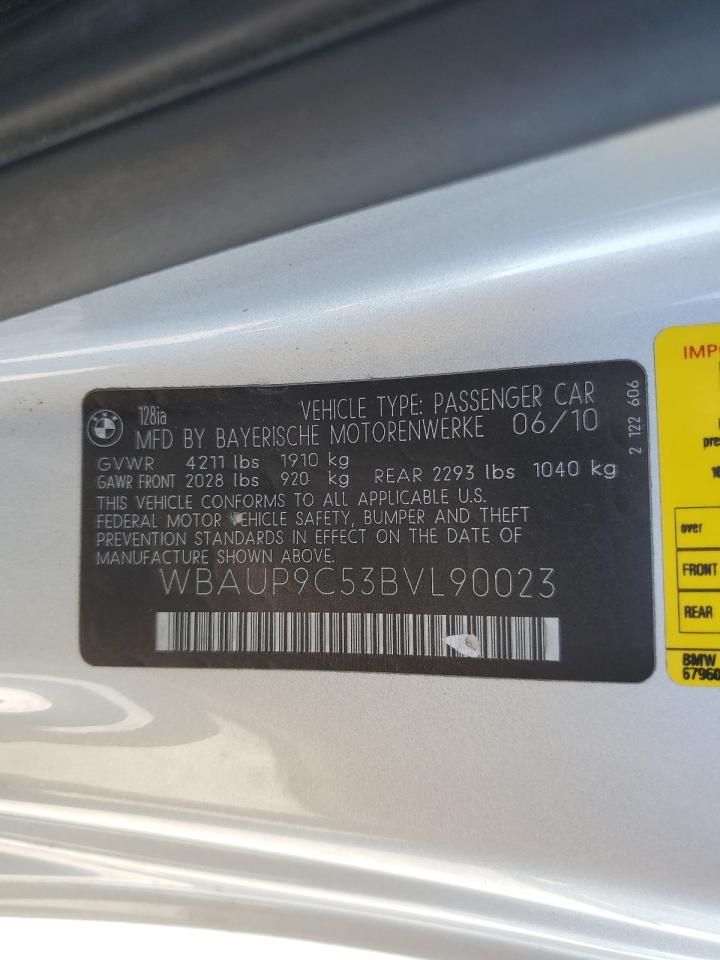 128ia
VEHICLE TYPE: PASSENGER CAR
MFD BY BAYERISCHE MOTORENWERKE 06/10
GVWR 4211 lbs 1910 kg
GAWR FRONT 2028 lbs 920 kg REAR 2293 lbs 1040 kg
THIS VEHICLE CONFORMS TO ALL APPLICABLE U.S.
FEDERAL MOTOR VEHICLE SAFETY, BUMPER AND THEFT
PREVENTION STANDARDS IN EFFECT ON THE DATE OF
MANUFACTURE SHOWN ABOVE.
WBAUP9C53BVL90023
2 122 606
IMP
pre
10
over
FRONT
REAR
BMW
67960